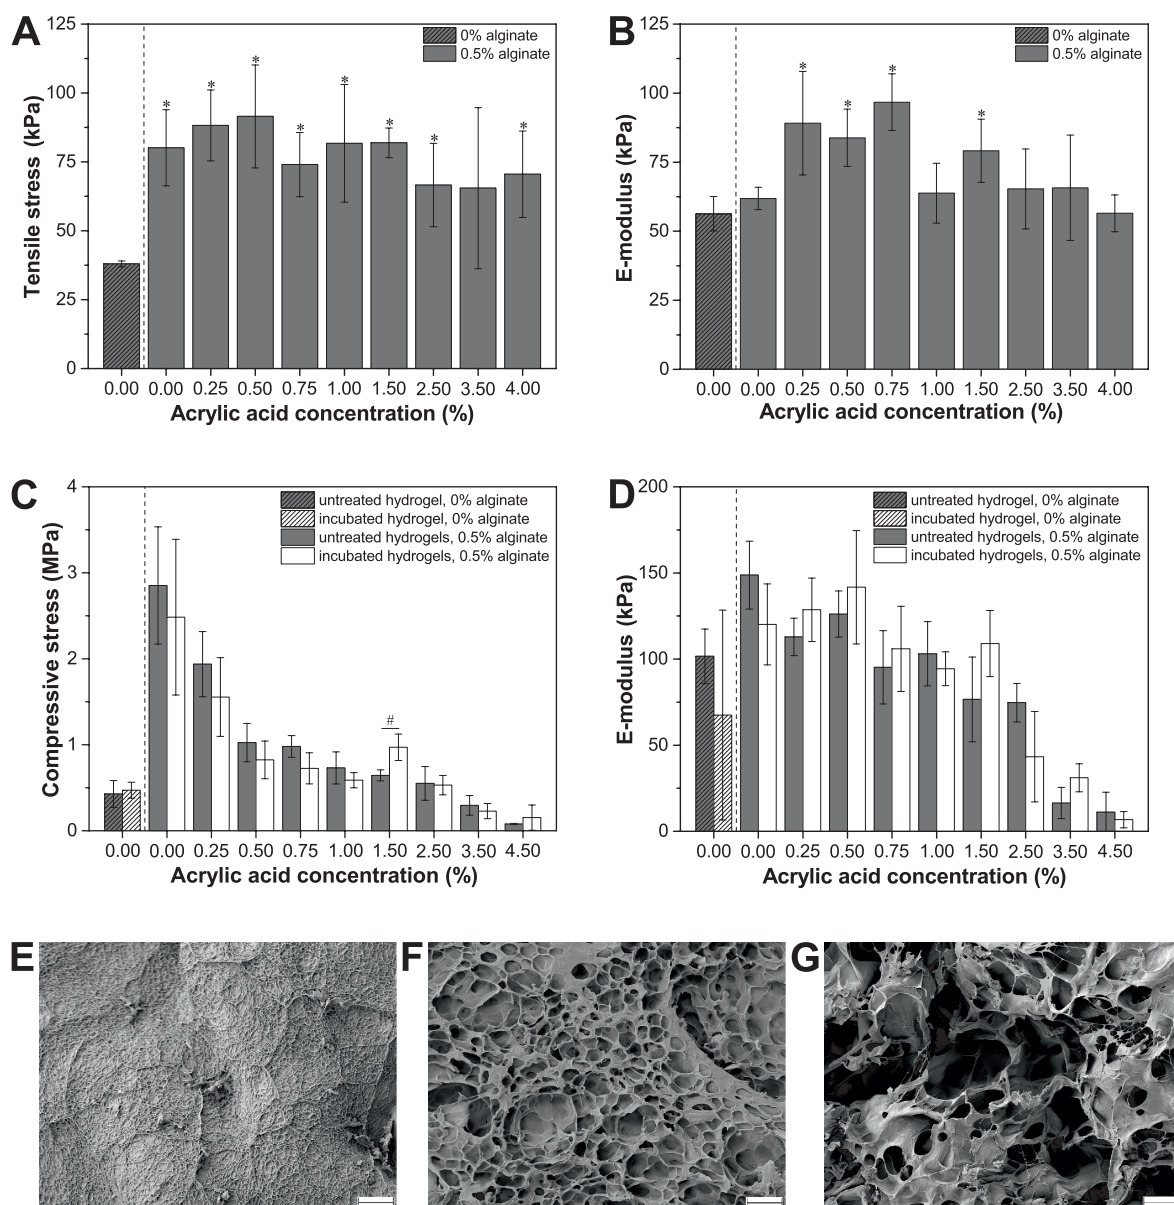 A
Tensile stress (kPa)
125
100
75
50
25
0
0% alginate
0.5% alginate
* * * * * * * *
0.00 0.00 0.25 0.50 0.75 1.00 1.50 2.50 3.50 4.00
Acrylic acid concentration (%)
B
E-modulus (kPa)
125
100
75
50
25
0
0% alginate
0.5% alginate
* * * *
0.00 0.00 0.25 0.50 0.75 1.00 1.50 2.50 3.50 4.00
Acrylic acid concentration (%)
C
Compressive stress (MPa)
4
3
2
1
0
untreated hydrogel, 0% alginate
incubated hydrogel, 0% alginate
untreated hydrogels, 0.5% alginate
incubated hydrogels, 0.5% alginate
#
0.00 0.00 0.25 0.50 0.75 1.00 1.50 2.50 3.50 4.50
Acrylic acid concentration (%)
D
E-modulus (kPa)
200
150
100
50
0
untreated hydrogel, 0% alginate
incubated hydrogel, 0% alginate
untreated hydrogels, 0.5% alginate
incubated hydrogels, 0.5% alginate
0.00 0.00 0.25 0.50 0.75 1.00 1.50 2.50 3.50 4.50
Acrylic acid concentration (%)
E
F
G